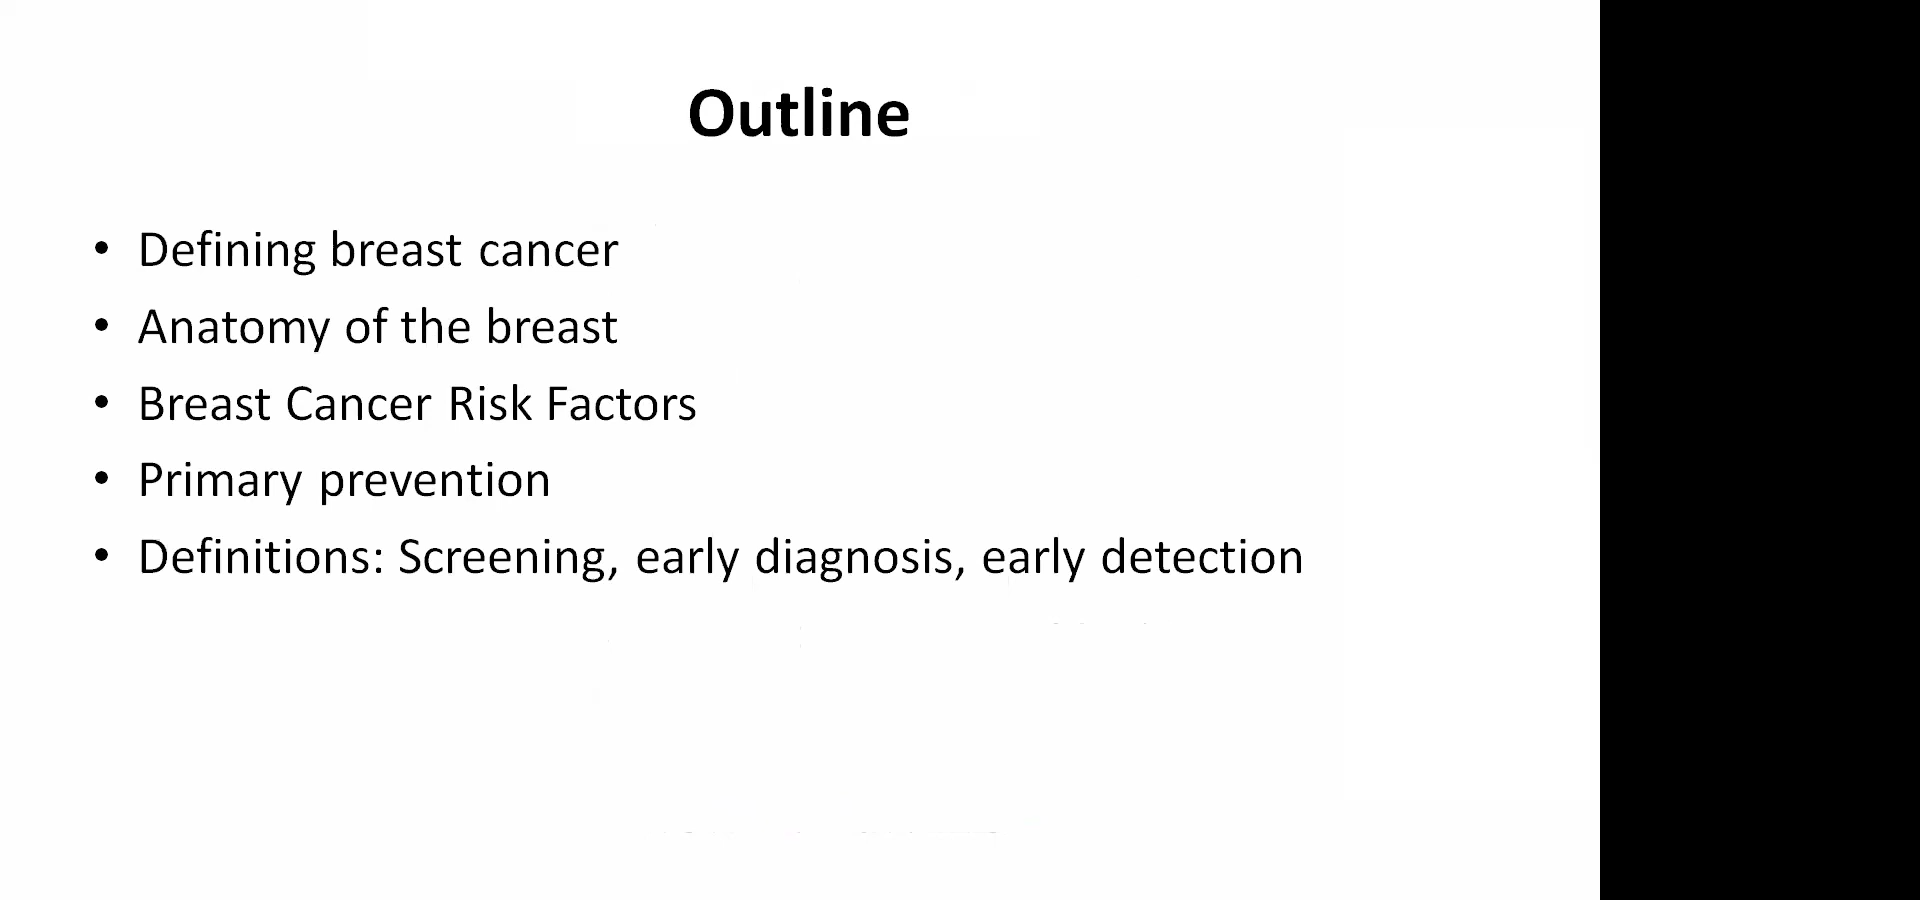 Outline
• Defining breast cancer
• Anatomy of the breast
• Breast Cancer Risk Factors
• Primary prevention
• Definitions: Screening, early diagnosis, early detection